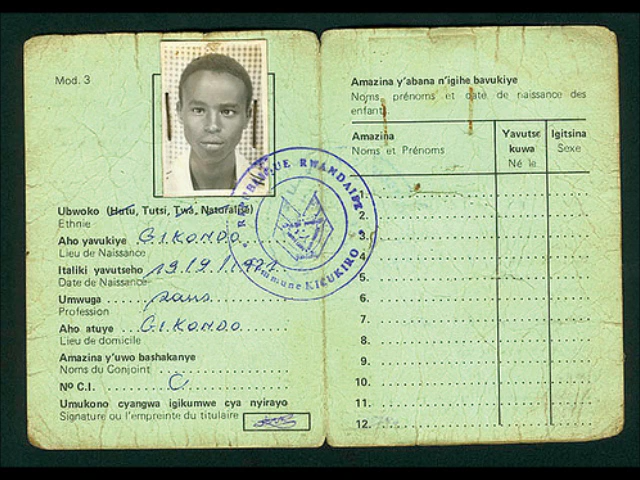 Mod. 3
Ubwoko (Hutu, Tutsi, Twa, Naturalisé)
Ethnie
Aho yavukiye GIKONDO
Lieu de Naissance
Italiki yavutseho
Date de Naissance
Umwuga sans
Profession
Aho atuye GIKONDO
Lieu de domicile
Amazina y'uwo bashakanye
Noms du Conjoint
Nº C.I.
Umukono cyangwa igikumwe cya nyirayo
Signature ou l'empreinte du titulaire
REPUBLIQUE RWANDAISE
Commune KICUKIRO
Amazina y'abana n'igihe bavukiye
Noms, prénoms et date de naissance des
enfants
Amazina Yavutse Igitsina
Noms et Prénoms kuwa Sexe
Né le
1.
2.
3.
4.
5.
6.
7.
8.
9.
10.
11.
12.